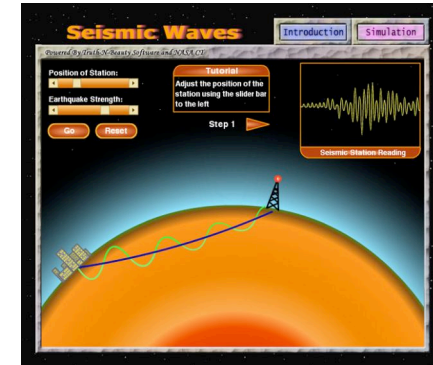 Seismic Waves
Introduction
Simulation
Powered By Truth-N-Beauty Software and NASA CT
Position of Station:
Earthquake Strength:
Go
Reset
Tutorial
Adjust the position of the
station using the slider bar
to the left
Step 1
Seismic Station Reading